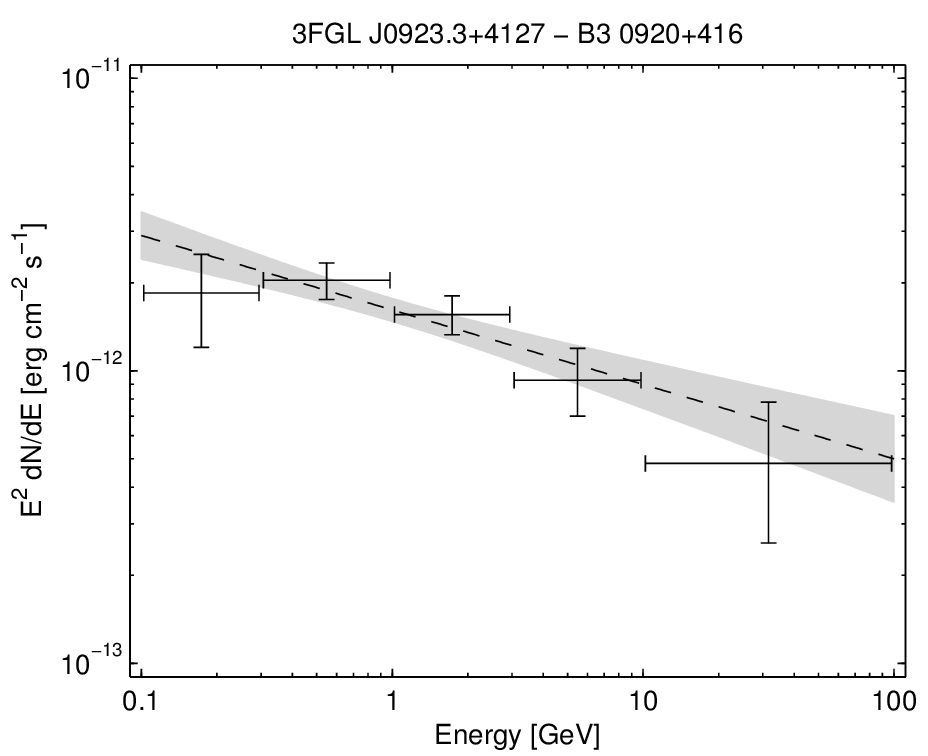 3FGL J0923.3+4127 − B3 0920+416
10⁻¹¹
10⁻¹²
10⁻¹³
E² dN/dE [erg cm⁻² s⁻¹]
0.1 1 10 100
Energy [GeV]